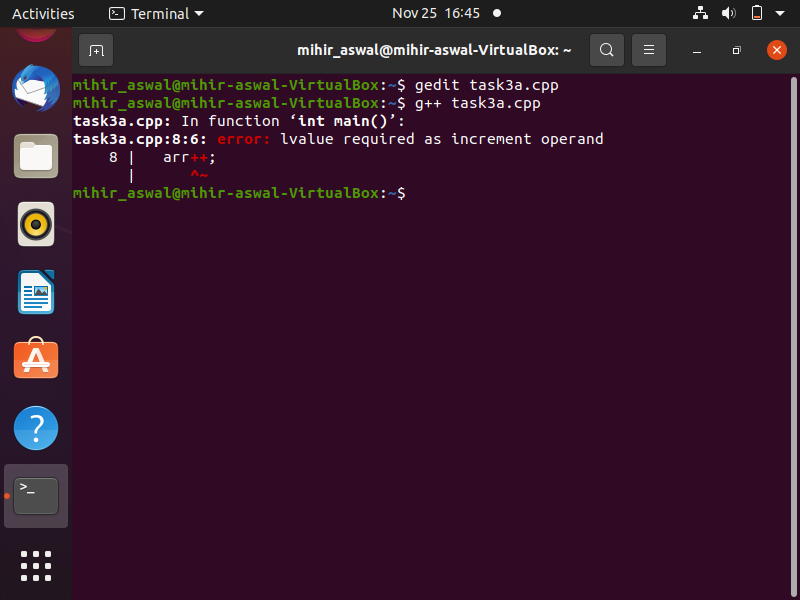 Activities Terminal Nov 25 16:45
mihir_aswal@mihir-aswal-VirtualBox: ~
mihir_aswal@mihir-aswal-VirtualBox:~$ gedit task3a.cpp
mihir_aswal@mihir-aswal-VirtualBox:~$ g++ task3a.cpp
task3a.cpp: In function ‘int main()’:
task3a.cpp:8:6: error: lvalue required as increment operand
    8 |   arr++;
      |      ^~
mihir_aswal@mihir-aswal-VirtualBox:~$